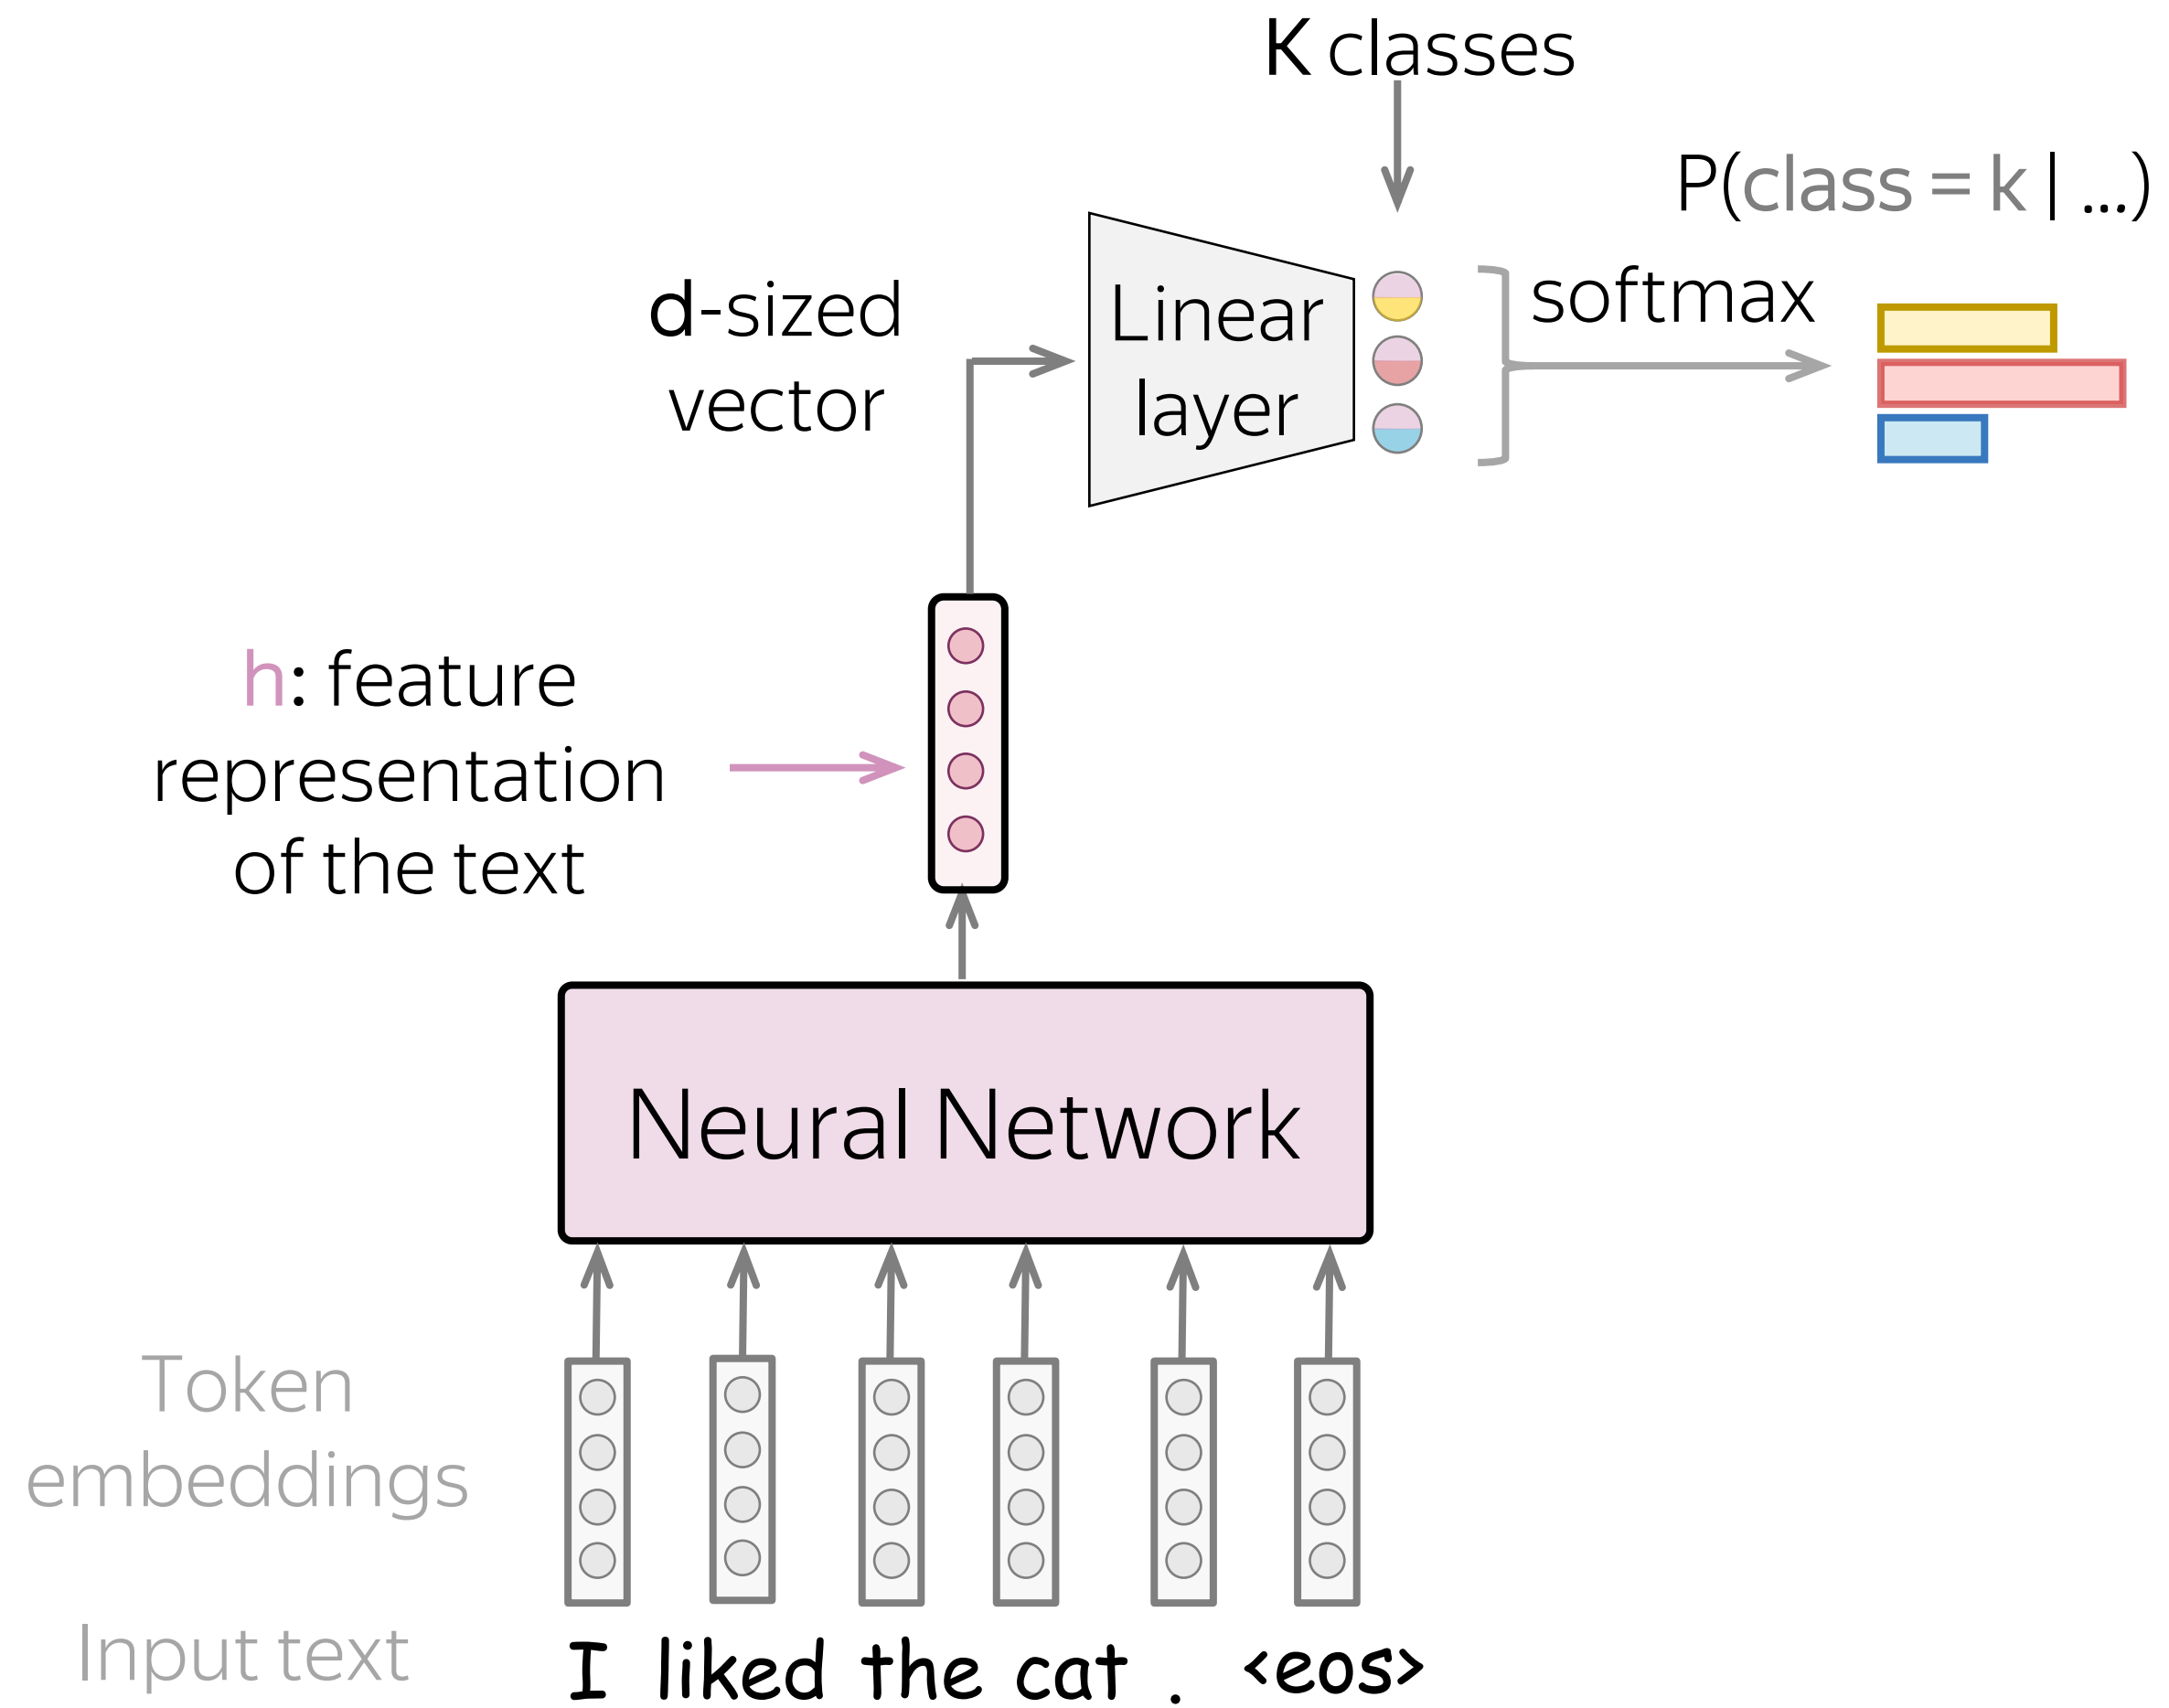 K classes
P(class = k | ...)
d-sized
vector
Linear
layer
softmax
h: feature
representation
of the text
Neural Network
Token
embeddings
Input text
I liked the cat . <eos>